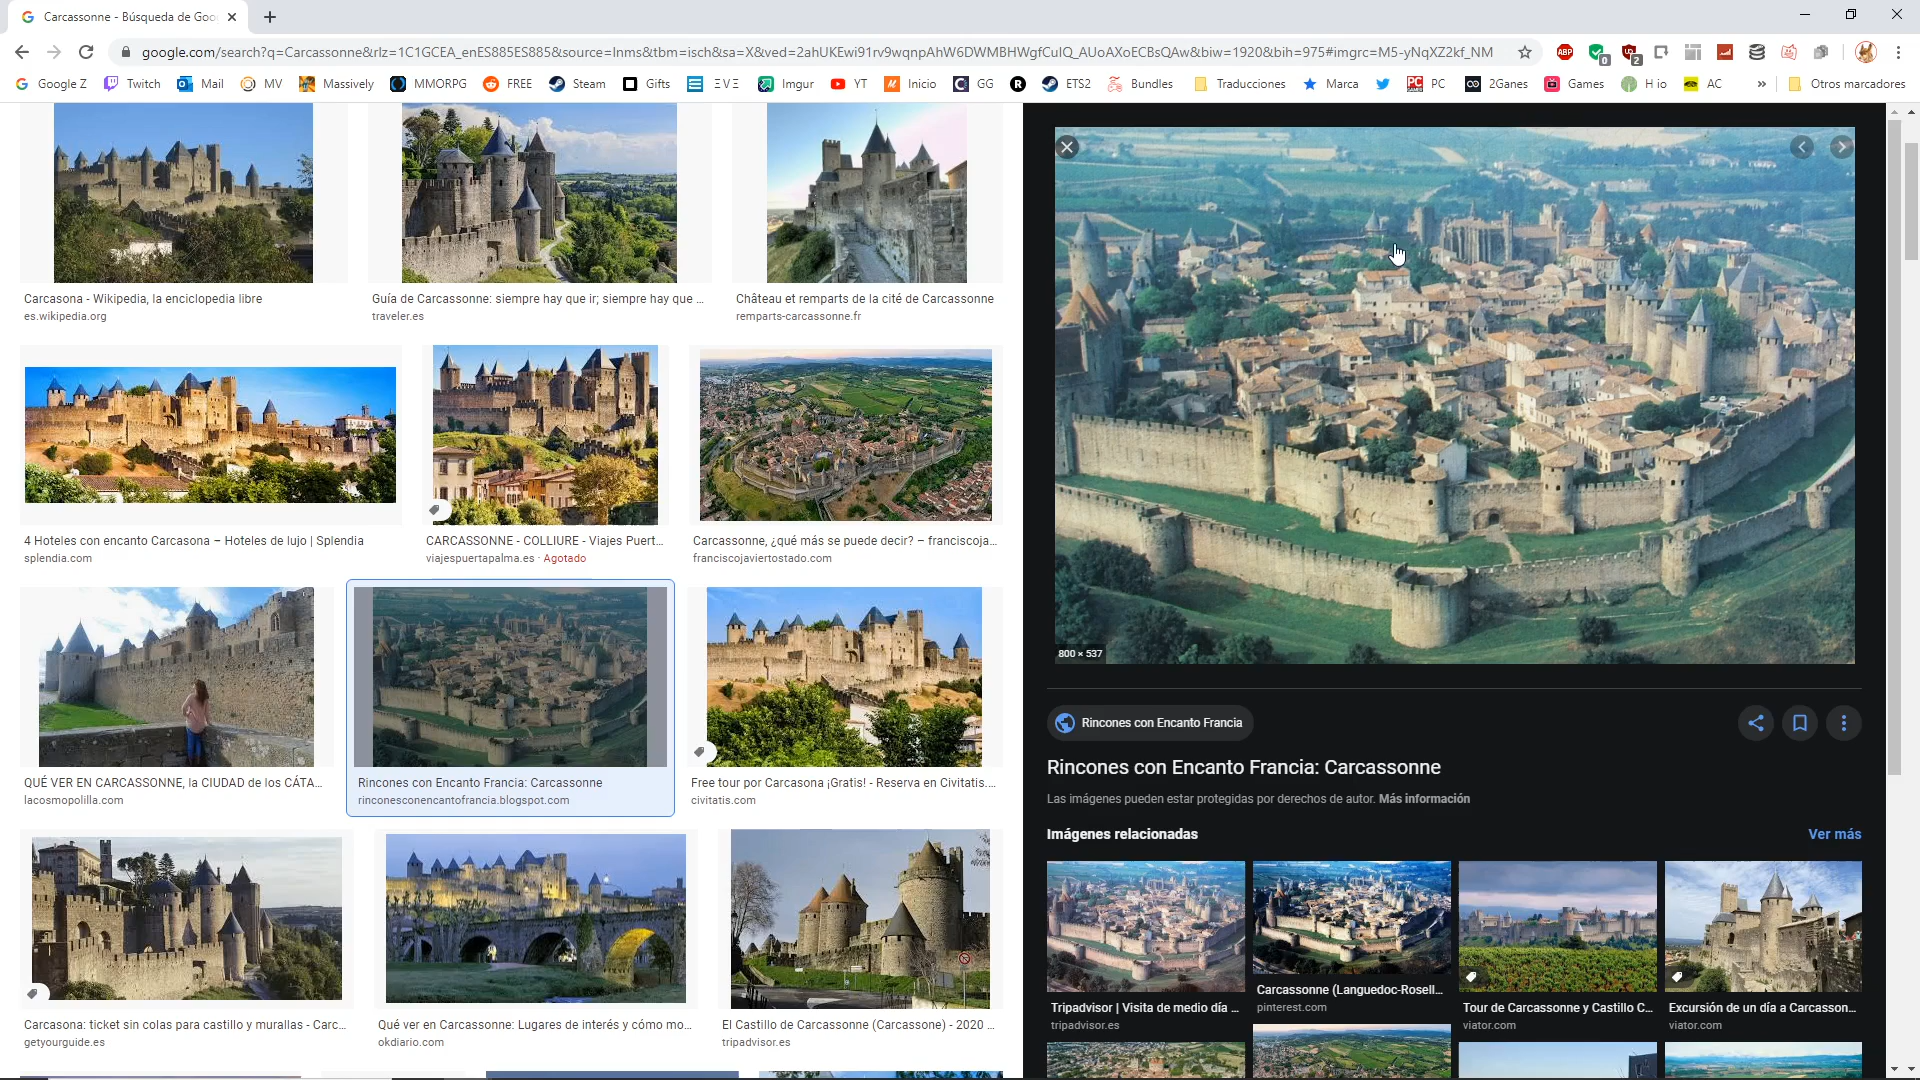 Carcassonne - Búsqueda de Goo
google.com/search?q=Carcassonne&rlz=1C1GCEA_enES885ES885&source=lnms&tbm=isch&sa=X&ved=2ahUKEwi91rv9wqnpAhW6DWMBHWgfCuIQ_AUoAXoECBsQAw&biw=1920&bih=975#imgrc=M5-yNqXZ2kf_NM
ABP 0 2
Google Z Twitch Mail MV Massively MMORPG FREE Steam Gifts E V E Imgur YT Inicio GG ETS2 Bundles Traducciones Marca PC 2Ganes Games H io AC » Otros marcadores
Carcasona - Wikipedia, la enciclopedia libre
es.wikipedia.org
Guía de Carcassonne: siempre hay que ir; siempre hay que ...
traveler.es
Château et remparts de la cité de Carcassonne
remparts-carcassonne.fr
4 Hoteles con encanto Carcasona – Hoteles de lujo | Splendia
splendia.com
CARCASSONNE - COLLIURE - Viajes Puert...
viajespuertapalma.es · Agotado
Carcassonne, ¿qué más se puede decir? – franciscoja...
franciscojaviertostado.com
QUÉ VER EN CARCASSONNE, la CIUDAD de los CÁTA...
lacosmopolilla.com
Rincones con Encanto Francia: Carcassonne
rinconesconencantofrancia.blogspot.com
Free tour por Carcasona ¡Gratis! - Reserva en Civitatis....
civitatis.com
Carcasona: ticket sin colas para castillo y murallas - Carc...
getyourguide.es
Qué ver en Carcassonne: Lugares de interés y cómo mo...
okdiario.com
El Castillo de Carcassonne (Carcassone) - 2020 ...
tripadvisor.es
800 × 537
Rincones con Encanto Francia
Rincones con Encanto Francia: Carcassonne
Las imágenes pueden estar protegidas por derechos de autor. Más información
Imágenes relacionadas
Ver más
Tripadvisor | Visita de medio día ...
tripadvisor.es
Carcassonne (Languedoc-Rosell...
pinterest.com
Tour de Carcassonne y Castillo C...
viator.com
Excursión de un día a Carcasson...
viator.com